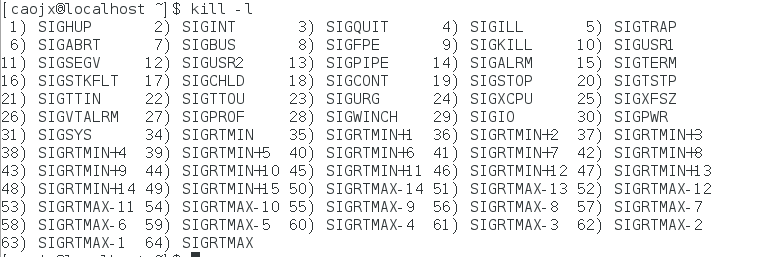 [caojx@localhost ~]$ kill -l
 1) SIGHUP       2) SIGINT       3) SIGQUIT      4) SIGILL       5) SIGTRAP
 6) SIGABRT      7) SIGBUS       8) SIGFPE       9) SIGKILL     10) SIGUSR1
11) SIGSEGV     12) SIGUSR2     13) SIGPIPE     14) SIGALRM     15) SIGTERM
16) SIGSTKFLT   17) SIGCHLD     18) SIGCONT     19) SIGSTOP     20) SIGTSTP
21) SIGTTIN     22) SIGTTOU     23) SIGURG      24) SIGXCPU     25) SIGXFSZ
26) SIGVTALRM   27) SIGPROF     28) SIGWINCH    29) SIGIO       30) SIGPWR
31) SIGSYS      34) SIGRTMIN    35) SIGRTMIN+1  36) SIGRTMIN+2  37) SIGRTMIN+3
38) SIGRTMIN+4  39) SIGRTMIN+5  40) SIGRTMIN+6  41) SIGRTMIN+7  42) SIGRTMIN+8
43) SIGRTMIN+9  44) SIGRTMIN+10 45) SIGRTMIN+11 46) SIGRTMIN+12 47) SIGRTMIN+13
48) SIGRTMIN+14 49) SIGRTMIN+15 50) SIGRTMAX-14 51) SIGRTMAX-13 52) SIGRTMAX-12
53) SIGRTMAX-11 54) SIGRTMAX-10 55) SIGRTMAX-9  56) SIGRTMAX-8  57) SIGRTMAX-7
58) SIGRTMAX-6  59) SIGRTMAX-5  60) SIGRTMAX-4  61) SIGRTMAX-3  62) SIGRTMAX-2
63) SIGRTMAX-1  64) SIGRTMAX
[caojx@localhost ~]$